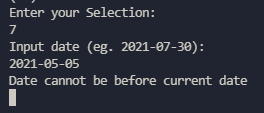 Enter your Selection:
7
Input date (eg. 2021-07-30):
2021-05-05
Date cannot be before current date